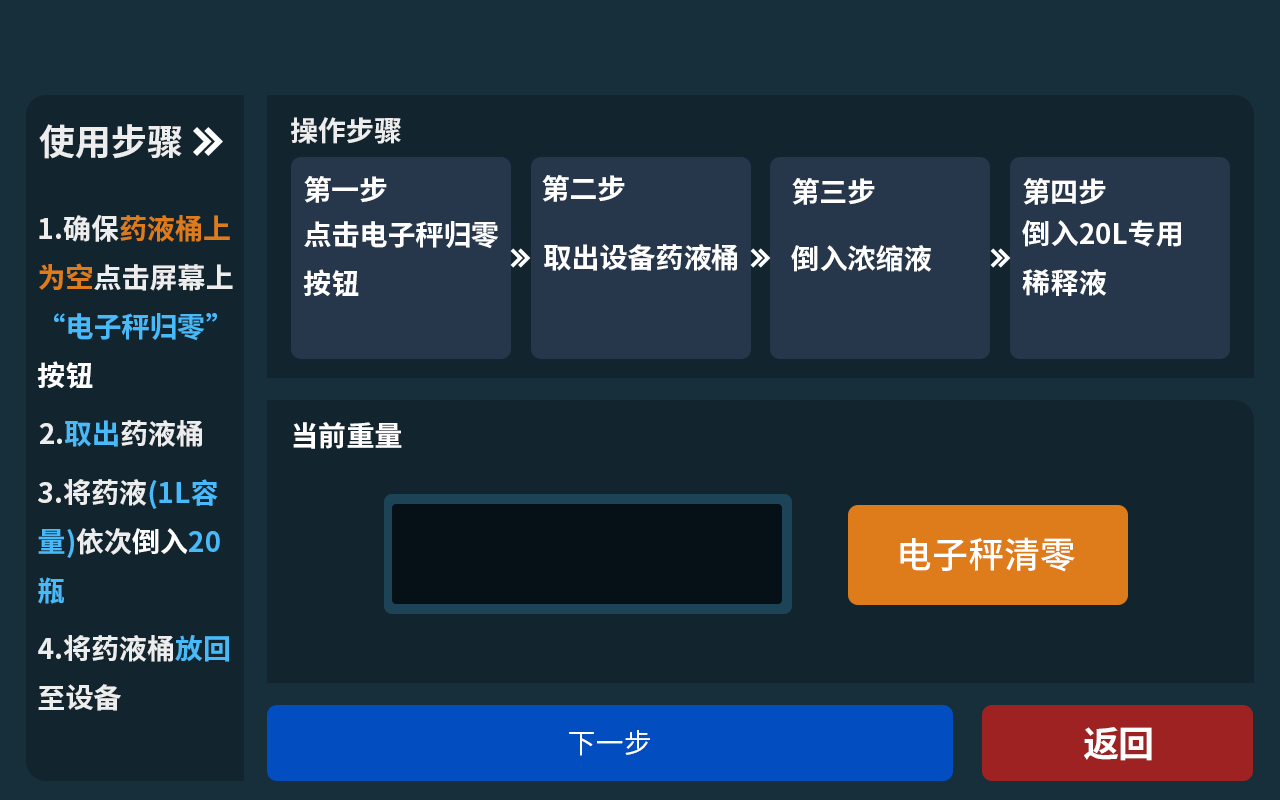 使用步骤
1.确保药液桶上
为空点击屏幕上
“电子秤归零”
按钮
2.取出药液桶
3.将药液(1L容
量)依次倒入20
瓶
4.将药液桶放回
至设备
操作步骤
第一步
点击电子秤归零
按钮
第二步
取出设备药液桶
第三步
倒入浓缩液
第四步
倒入20L专用
稀释液
当前重量
电子秤清零
下一步
返回